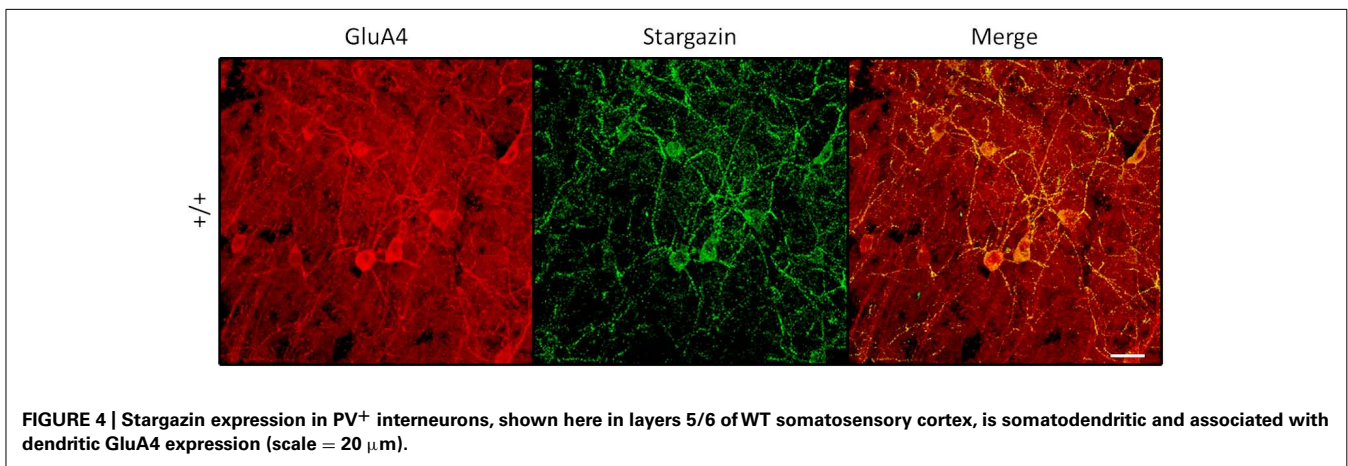 GluA4 Stargazin Merge
+/+
FIGURE 4 | Stargazin expression in PV+ interneurons, shown here in layers 5/6 of WT somatosensory cortex, is somatodendritic and associated with
dendritic GluA4 expression (scale = 20 μm).